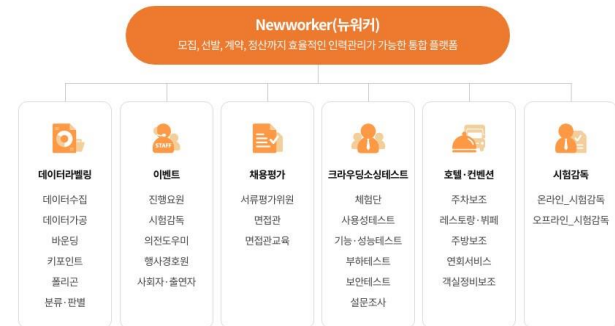 Newworker(뉴워커)
모집, 선발, 계약, 정산까지 효율적인 인력관리가 가능한 통합 플랫폼
데이터라벨링
데이터수집
데이터가공
바운딩
키포인트
폴리곤
분류·판별
STAFF
이벤트
진행요원
시험감독
의전도우미
행사경호원
사회자·출연자
채용평가
서류평가위원
면접관
면접관교육
크라우딩소싱테스트
체험단
사용성테스트
기능·성능테스트
부하테스트
보안테스트
설문조사
호텔·컨벤션
주차보조
레스토랑·뷔페
주방보조
연회서비스
객실정비보조
시험감독
온라인_시험감독
오프라인_시험감독